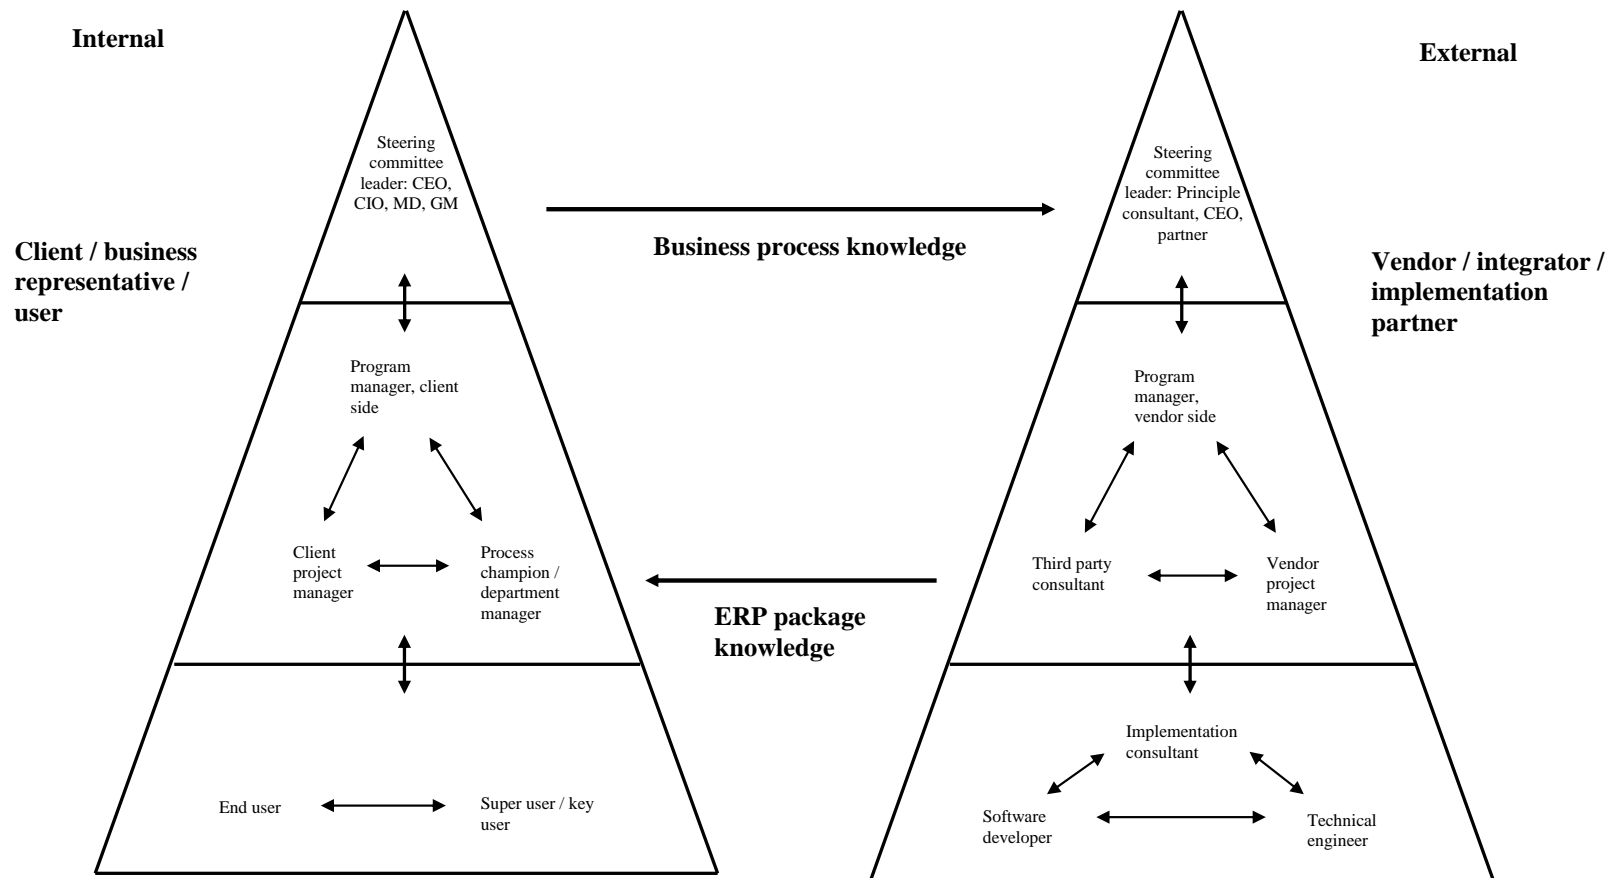 Internal
External
Steering
committee
leader: CEO,
CIO, MD, GM
Steering
committee
leader: Principle
consultant, CEO,
partner
Business process knowledge
Client / business
representative /
user
Vendor / integrator /
implementation
partner
Program
manager, client
side
Program
manager,
vendor side
Client
project
manager
Process
champion /
department
manager
Third party
consultant
Vendor
project
manager
ERP package
knowledge
Implementation
consultant
End user
Super user / key
user
Software
developer
Technical
engineer